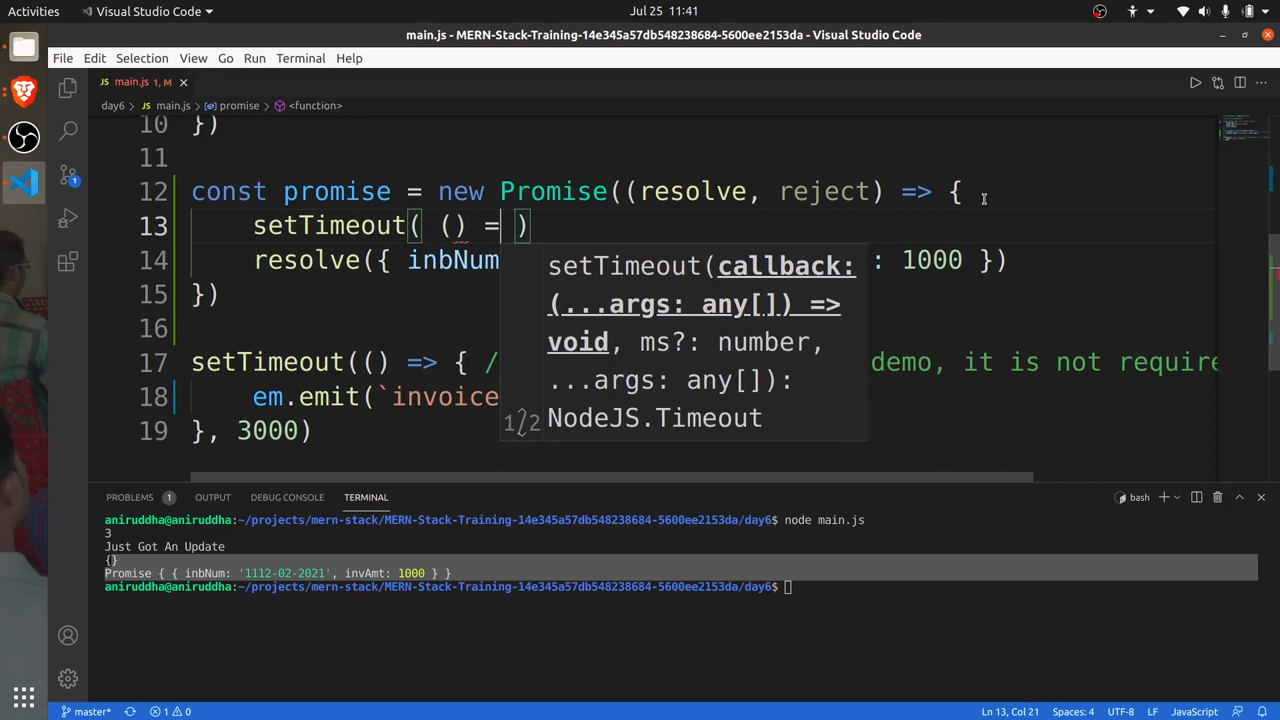 Activities
Visual Studio Code
Jul 25 11:41
main.js - MERN-Stack-Training-14e345a57db548238684-5600ee2153da - Visual Studio Code
File Edit Selection View Go Run Terminal Help
JS main.js 1, M
day6 > JS main.js > promise > <function>
10 })
11
12 const promise = new Promise((resolve, reject) => {
13 setTimeout( () = )
14 resolve({ inbNum : 1000 })
15 })
16
17 setTimeout(() => { / demo, it is not require
18 em.emit(`invoice
19 }, 3000)
setTimeout(callback:
(...args: any[]) =>
void, ms?: number,
...args: any[]):
NodeJS.Timeout
1/2
1
PROBLEMS 1 OUTPUT DEBUG CONSOLE TERMINAL
bash
aniruddha@aniruddha:~/projects/mern-stack/MERN-Stack-Training-14e345a57db548238684-5600ee2153da/day6$ node main.js
3
Just Got An Update
{}
Promise { { inbNum: '1112-02-2021', invAmt: 1000 } }
aniruddha@aniruddha:~/projects/mern-stack/MERN-Stack-Training-14e345a57db548238684-5600ee2153da/day6$
master* 1 0 Ln 13, Col 21 Spaces: 4 UTF-8 LF JavaScript